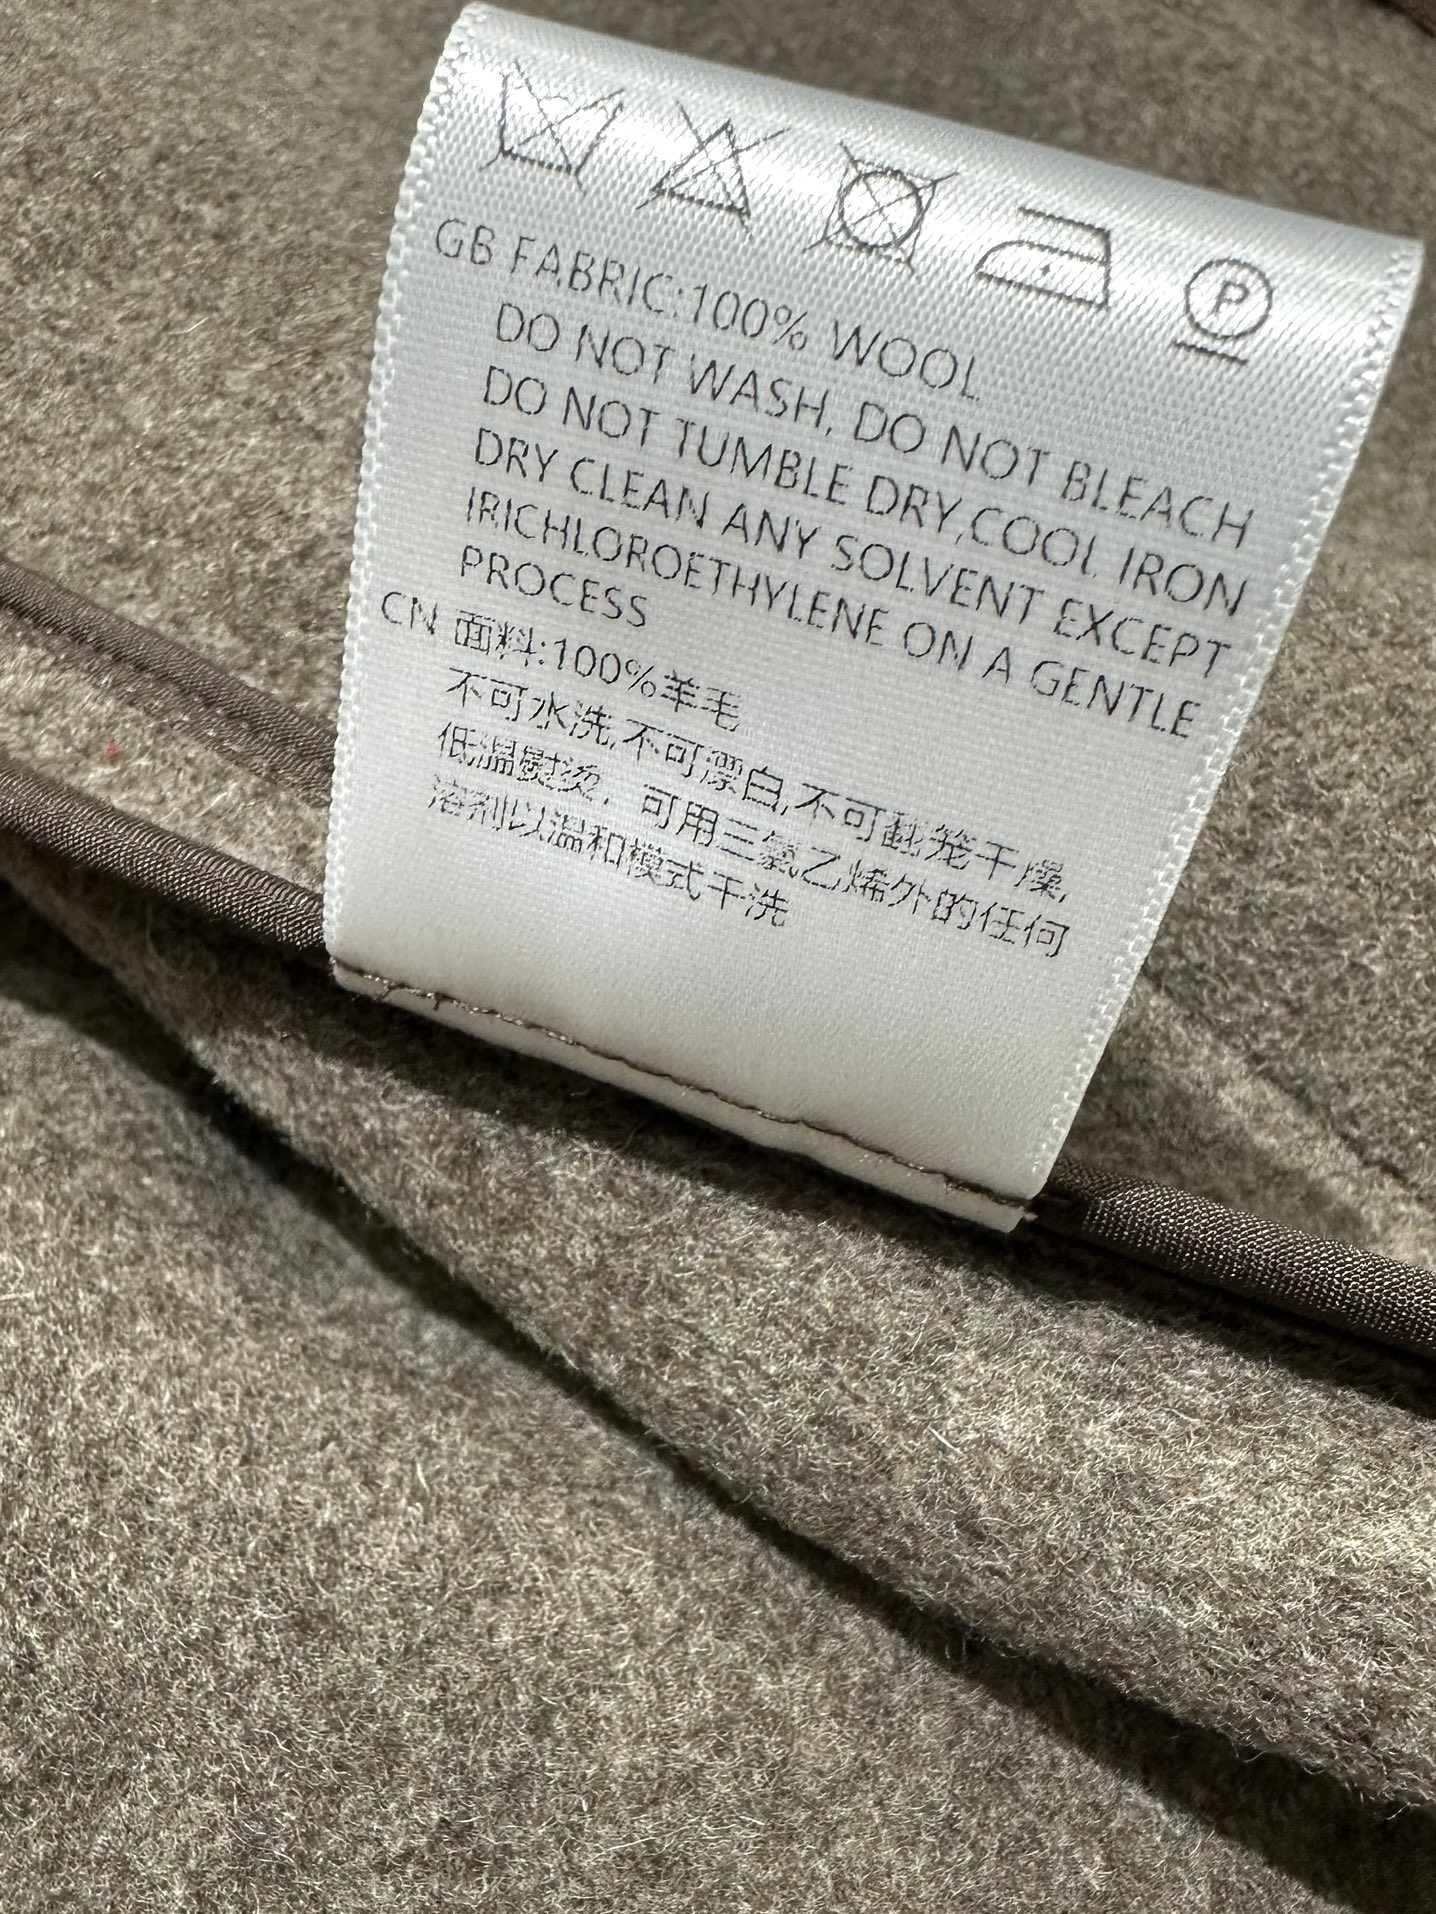 P
GB FABRIC:100% WOOL
DO NOT WASH, DO NOT BLEACH
DO NOT TUMBLE DRY,COOL IRON
DRY CLEAN ANY SOLVENT EXCEPT
IRICHLOROETHYLENE ON A GENTLE
PROCESS
CN 面料:100%羊毛
不可水洗,不可漂白,不可翻笼干燥,
低温熨烫，可用三氯乙烯外的任何
溶剂以温和模式干洗